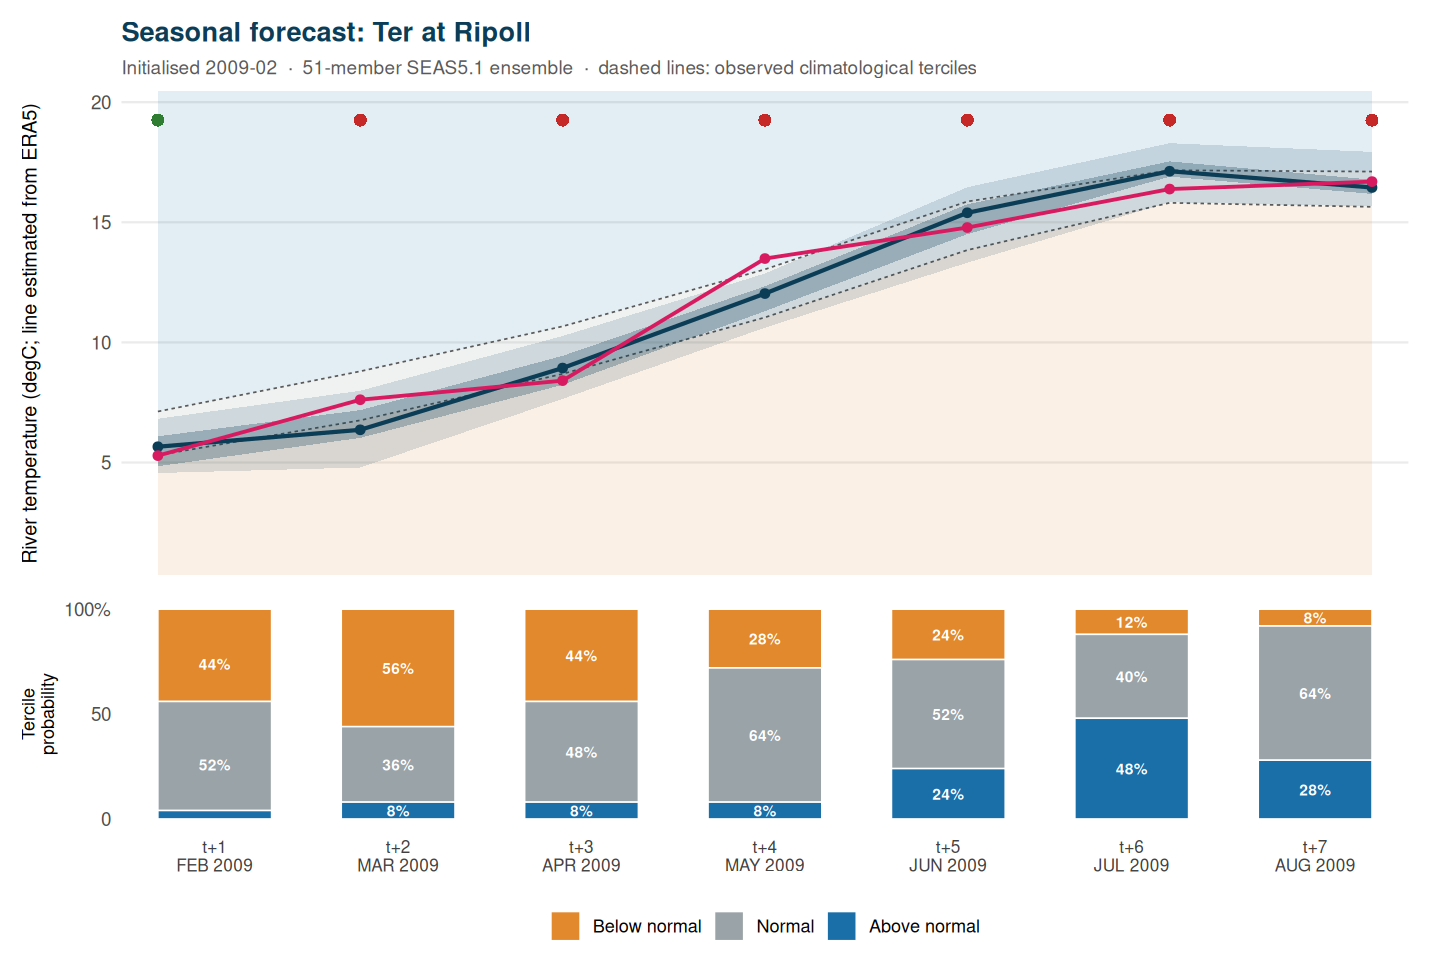 Seasonal forecast: Ter at Ripoll
Initialised 2009-02 · 51-member SEAS5.1 ensemble · dashed lines: observed climatological terciles
River temperature (degC; line estimated from ERA5)
20
15
10
5
Tercile
probability
100%
50
0
44%
52%
56%
36%
8%
44%
48%
8%
28%
64%
8%
24%
52%
24%
12%
40%
48%
8%
64%
28%
t+1
FEB 2009
t+2
MAR 2009
t+3
APR 2009
t+4
MAY 2009
t+5
JUN 2009
t+6
JUL 2009
t+7
AUG 2009
Below normal
Normal
Above normal